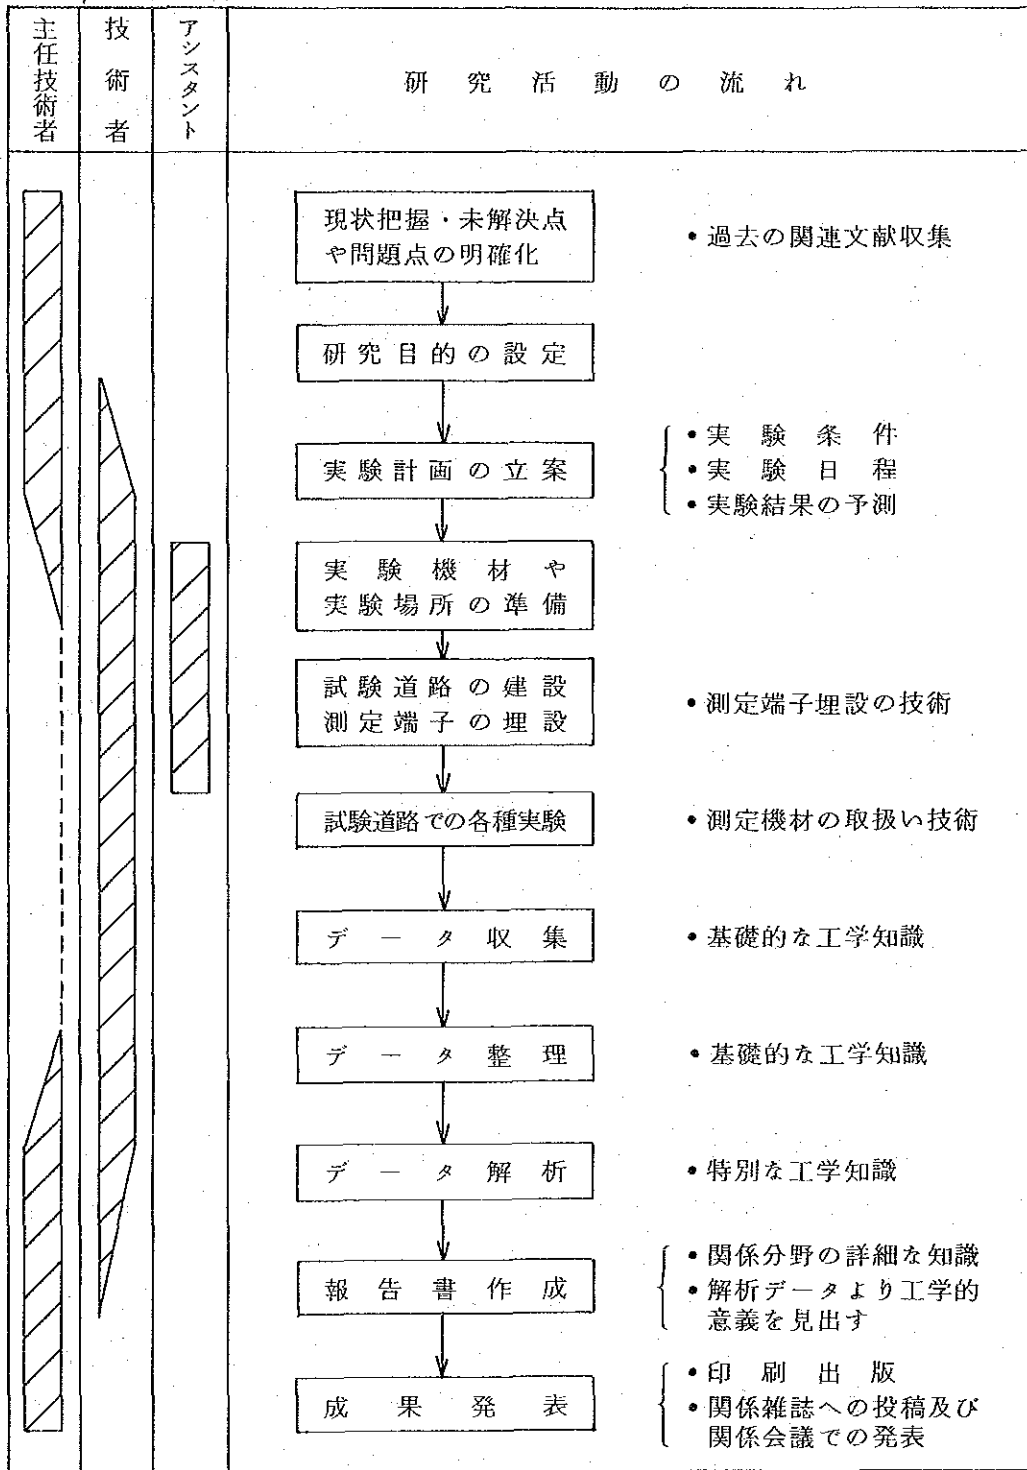 主任技術者
技術者
アシスタント
研究活動の流れ
現状把握・未解決点
や問題点の明確化
・過去の関連文献収集
研究目的の設定
実験計画の立案
・実験条件
・実験日程
・実験結果の予測
実験機材や
実験場所の準備
試験道路の建設
測定端子の埋設
・測定端子埋設の技術
試験道路での各種実験
・測定機材の取扱い技術
データ収集
・基礎的な工学知識
データ整理
・基礎的な工学知識
データ解析
・特別な工学知識
報告書作成
・関係分野の詳細な知識
・解析データより工学的
意義を見出す
成果発表
・印刷出版
・関係雑誌への投稿及び
関係会議での発表